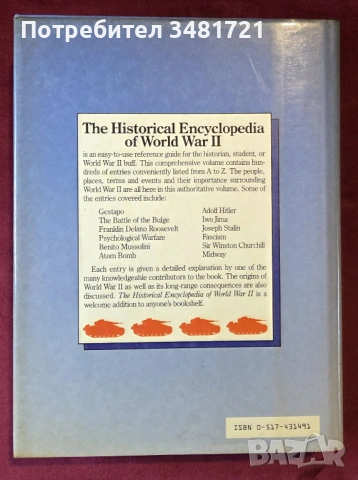 Потребител 3481721
The Historical Encyclopedia
of World War II
is an easy-to-use reference guide for the historian, student, or
World War II buff. This comprehensive volume contains hun-
dreds of entries conveniently listed from A to Z. The people,
places, terms and events and their importance surrounding
World War II are all here in this authoritative volume. Some of
the entries covered include:
Gestapo
The Battle of the Bulge
Franklin Delano Roosevelt
Psychological Warfare
Benito Mussolini
Atom Bomb
Adolf Hitler
Iwo Jima
Joseph Stalin
Fascism
Sir Winston Churchill
Midway
Each entry is given a detailed explanation by one of the
many knowledgeable contributors to the book. The origins of
World War II as well as its long-range consequences are also
discussed. The Historical Encyclopedia of World War II is a
welcome addition to anyone's bookshelf.
ISBN 0-517-431491
BAZAR
bg